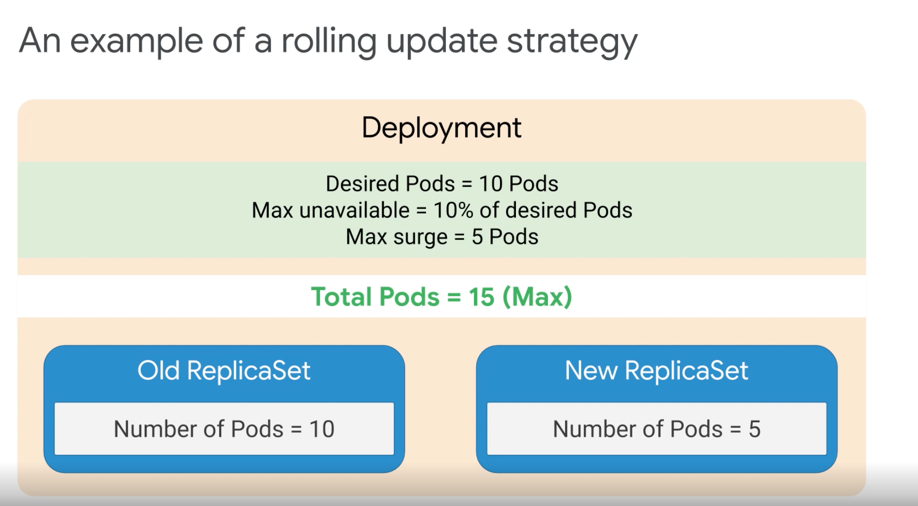 An example of a rolling update strategy
Deployment
Desired Pods = 10 Pods
Max unavailable = 10% of desired Pods
Max surge = 5 Pods
Total Pods = 15 (Max)
Old ReplicaSet
Number of Pods = 10
New ReplicaSet
Number of Pods = 5